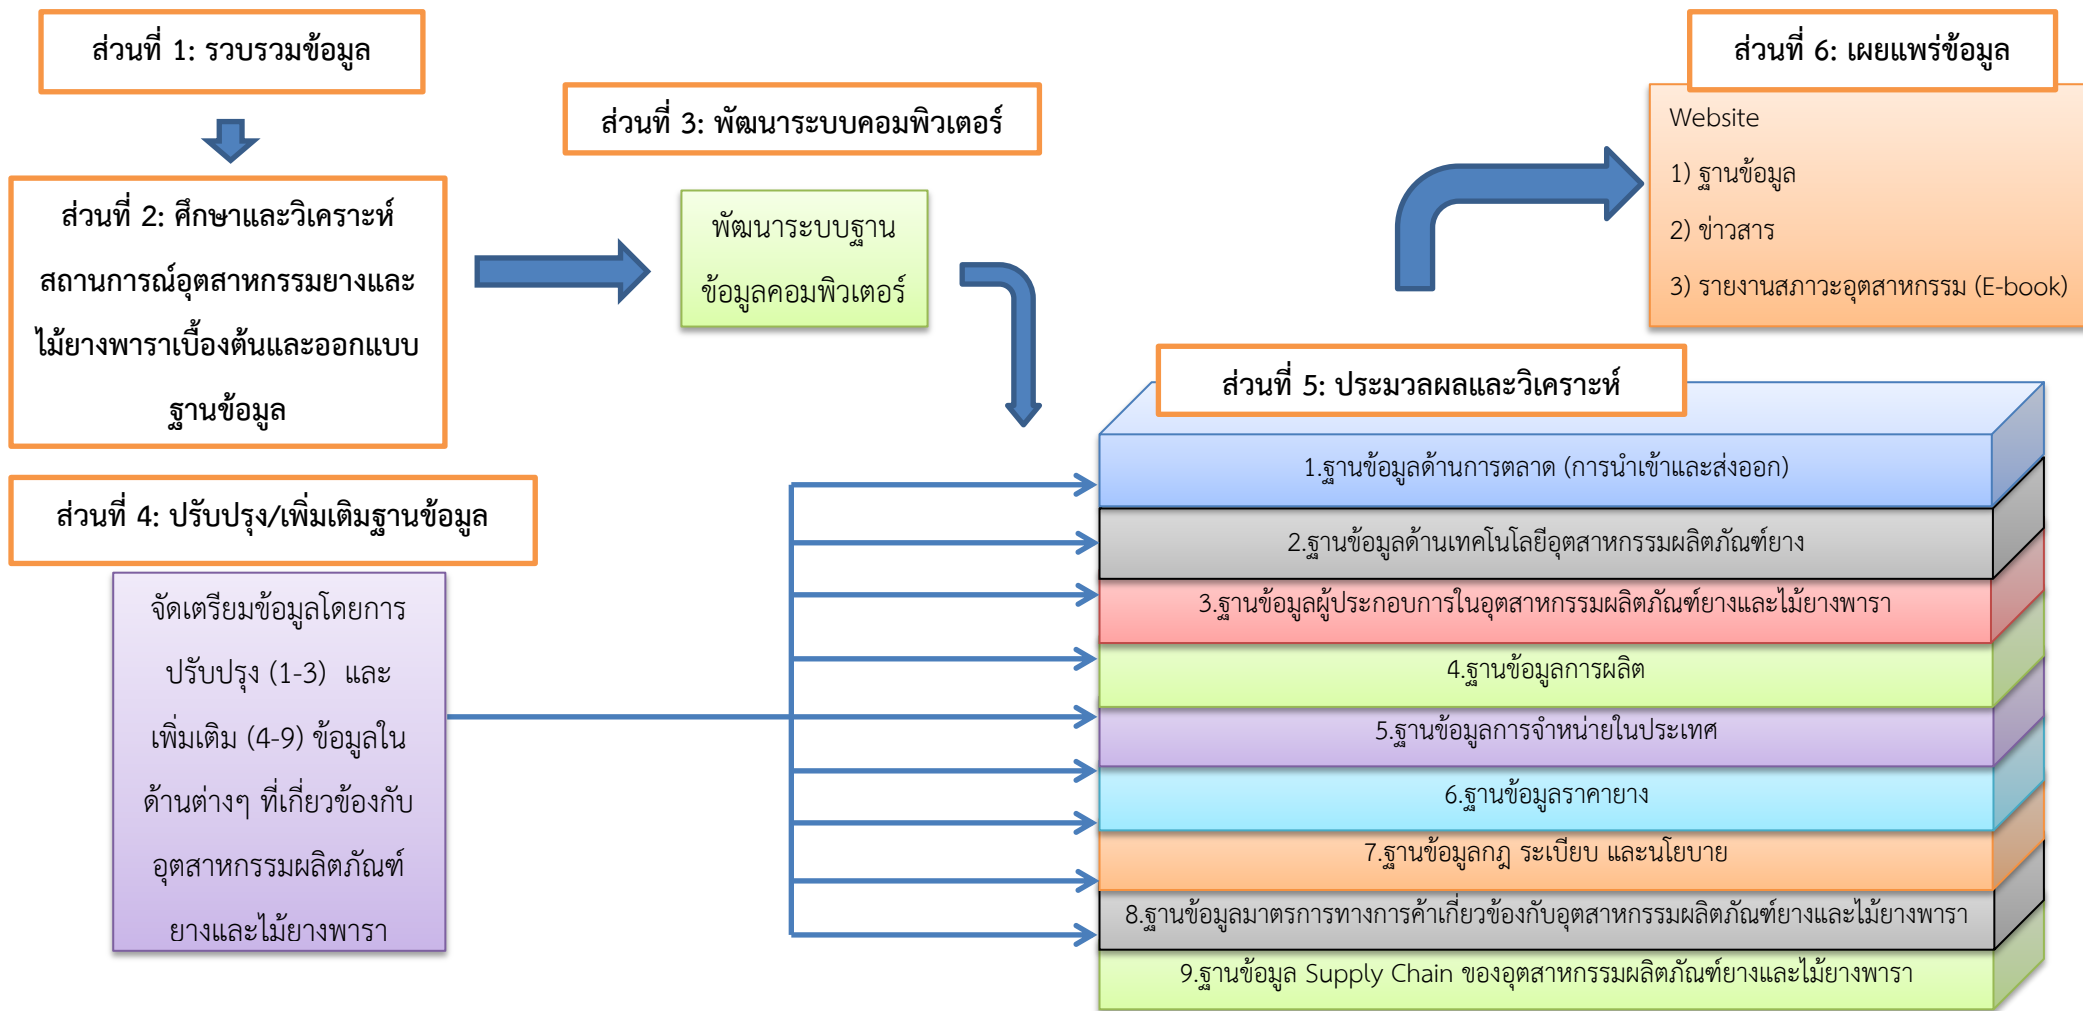 ส่วนที่ 1: รวบรวมข้อมูล
ส่วนที่ 2: ศึกษาและวิเคราะห์
สถานการณ์อุตสาหกรรมยางและ
ไม้ยางพาราเบื้องต้นและออกแบบ
ฐานข้อมูล
ส่วนที่ 3: พัฒนาระบบคอมพิวเตอร์
พัฒนาระบบฐาน
ข้อมูลคอมพิวเตอร์
ส่วนที่ 4: ปรับปรุง/เพิ่มเติมฐานข้อมูล
จัดเตรียมข้อมูลโดยการ
ปรับปรุง (1-3) และ
เพิ่มเติม (4-9) ข้อมูลใน
ด้านต่างๆ ที่เกี่ยวข้องกับ
อุตสาหกรรมผลิตภัณฑ์
ยางและไม้ยางพารา
ส่วนที่ 5: ประมวลผลและวิเคราะห์
1.ฐานข้อมูลด้านการตลาด (การนำเข้าและส่งออก)
2.ฐานข้อมูลด้านเทคโนโลยีอุตสาหกรรมผลิตภัณฑ์ยาง
3.ฐานข้อมูลผู้ประกอบการในอุตสาหกรรมผลิตภัณฑ์ยางและไม้ยางพารา
4.ฐานข้อมูลการผลิต
5.ฐานข้อมูลการจำหน่ายในประเทศ
6.ฐานข้อมูลราคายาง
7.ฐานข้อมูลกฎ ระเบียบ และนโยบาย
8.ฐานข้อมูลมาตรการทางการค้าเกี่ยวข้องกับอุตสาหกรรมผลิตภัณฑ์ยางและไม้ยางพารา
9.ฐานข้อมูล Supply Chain ของอุตสาหกรรมผลิตภัณฑ์ยางและไม้ยางพารา
ส่วนที่ 6: เผยแพร่ข้อมูล
Website
1) ฐานข้อมูล
2) ข่าวสาร
3) รายงานสภาวะอุตสาหกรรม (E-book)